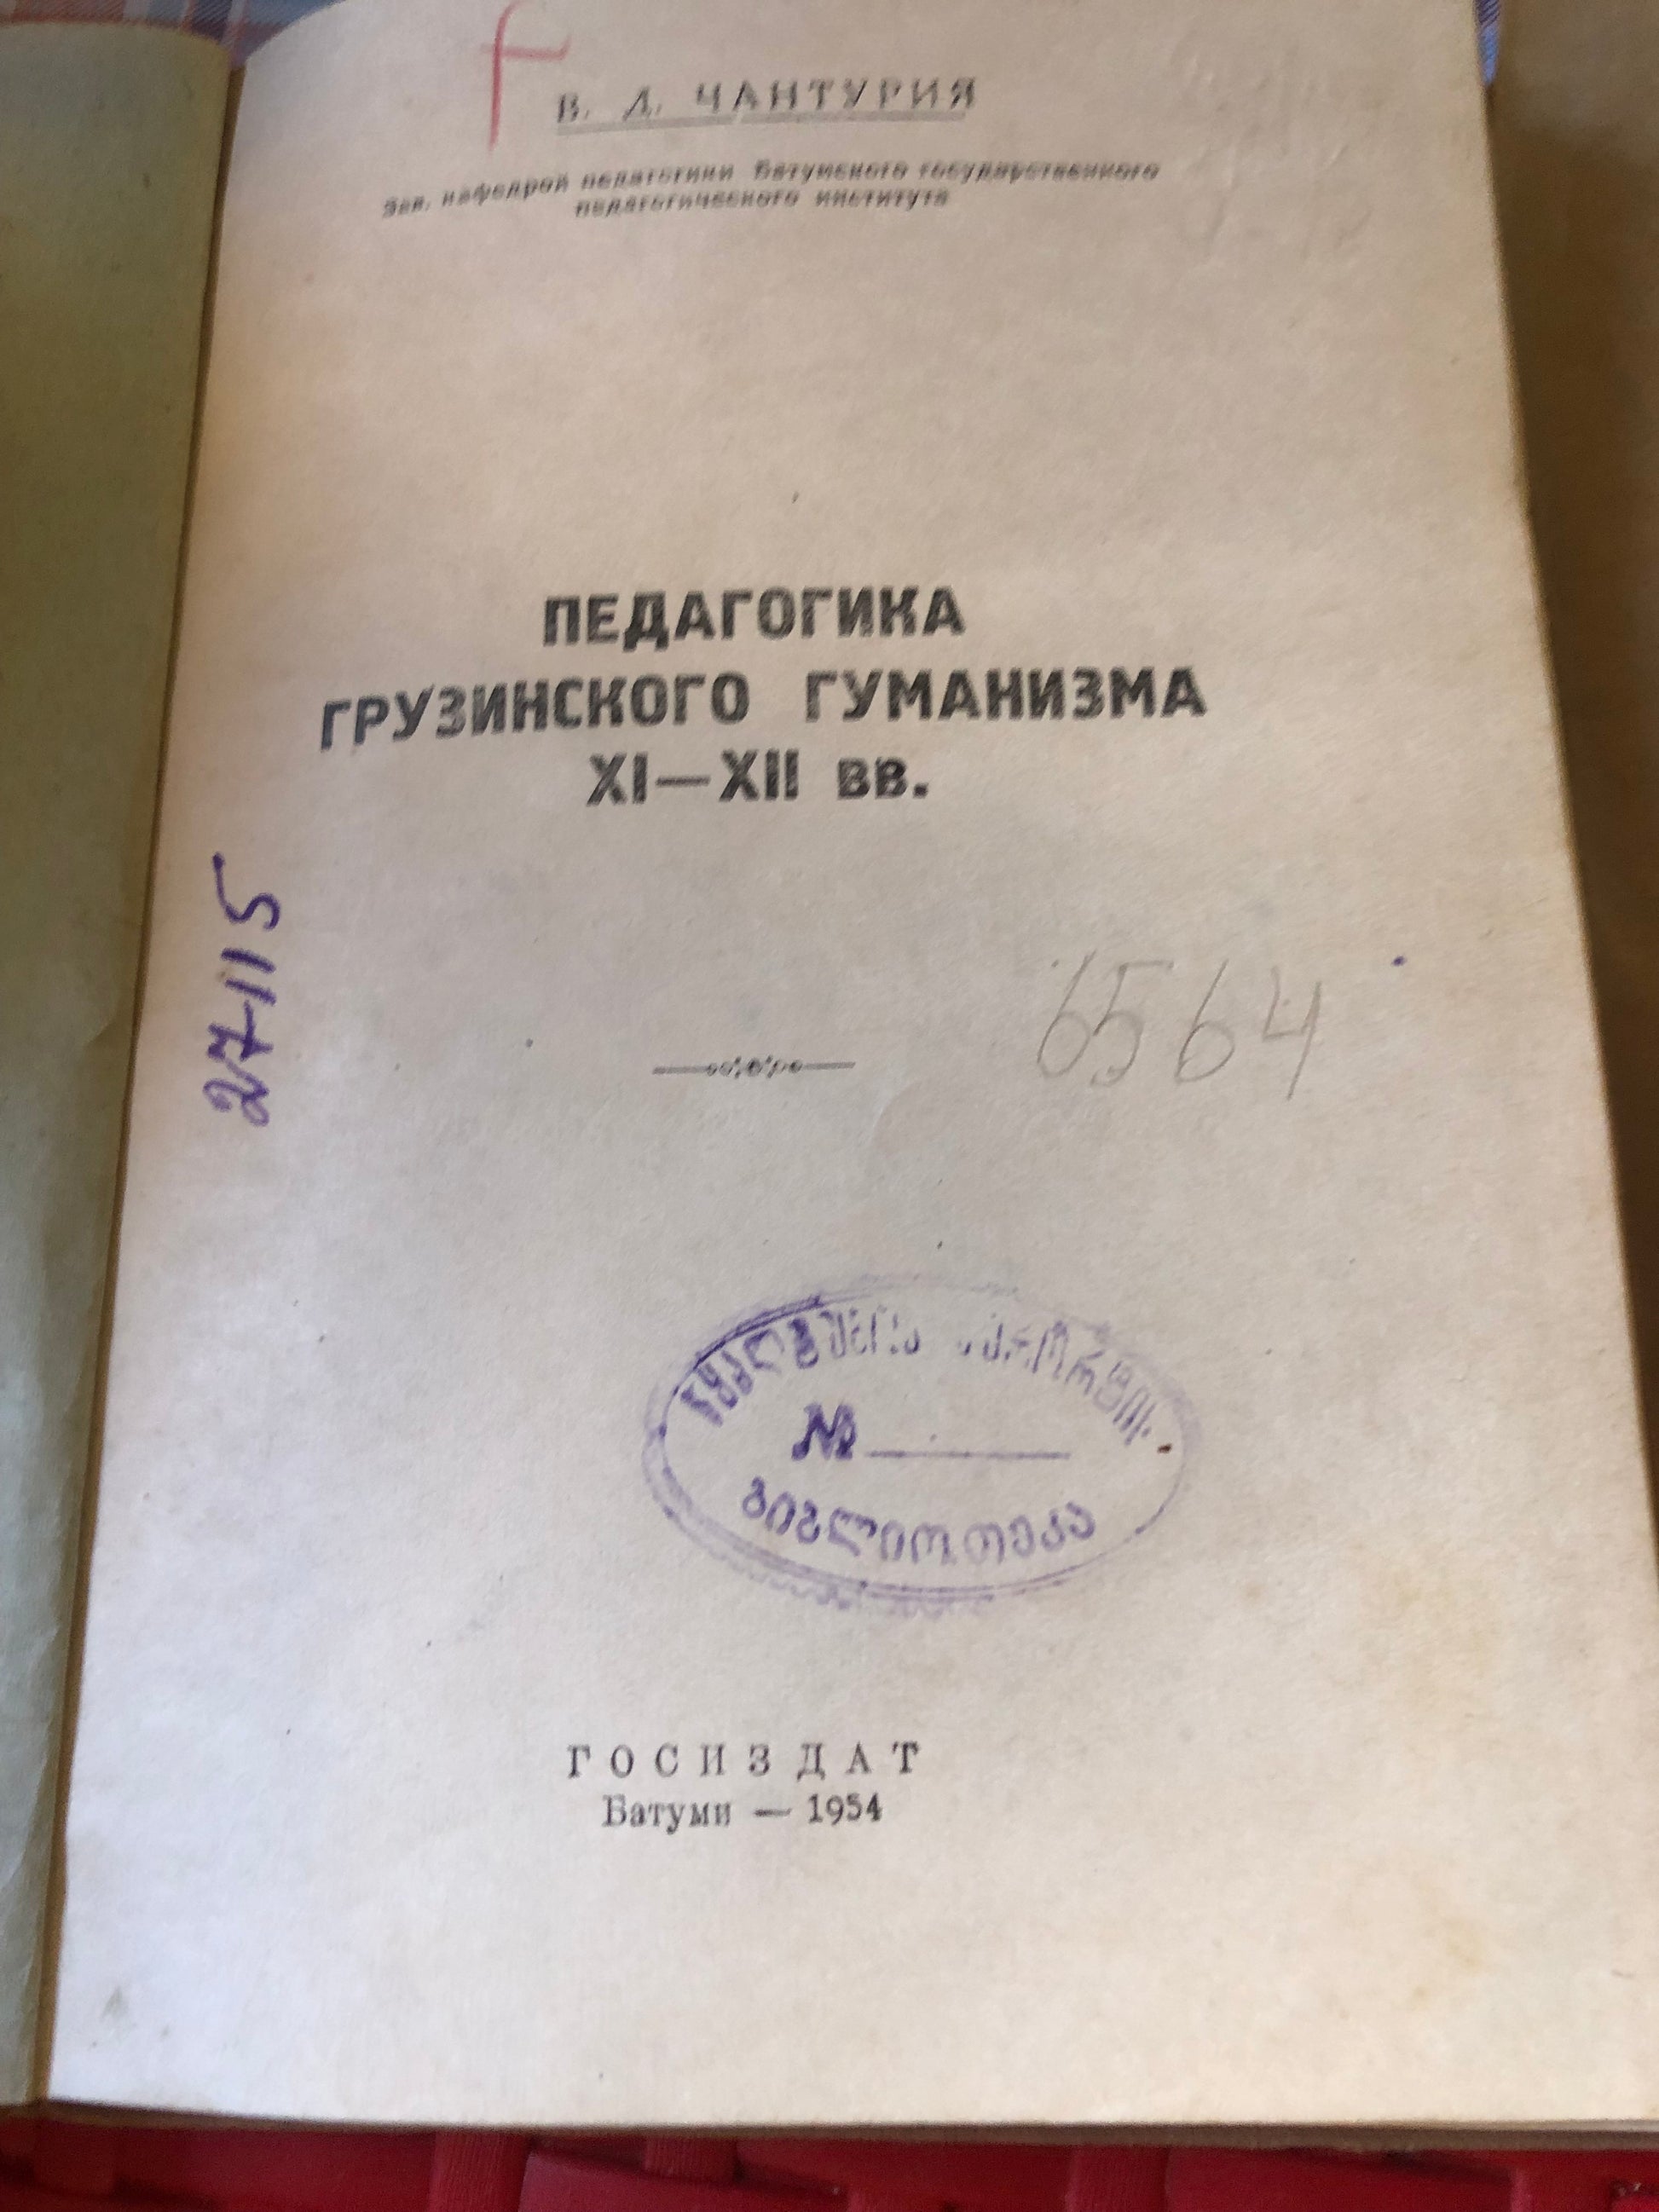 В. Д. ЧАНТУРИЯ
Зав. кафедрой педагогики Батумского государственного
педагогического института
ПЕДАГОГИКА
ГРУЗИНСКОГО ГУМАНИЗМА
XI—XII вв.
27115
6564
№
ბიბლიოთეკა
ГОСИЗДАТ
Батуми — 1954